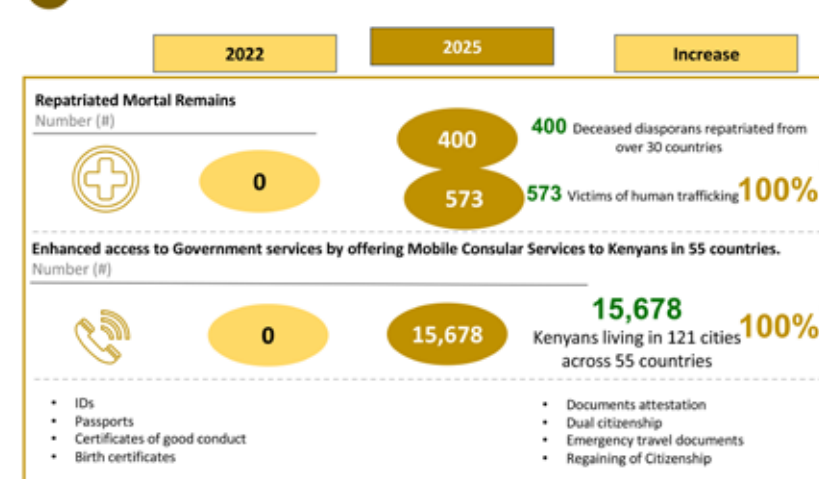 2022
2025
Increase
Repatriated Mortal Remains
Number (#)
0
400
573
400 Deceased diasporans repatriated from
over 30 countries
573 Victims of human trafficking 100%
Enhanced access to Government services by offering Mobile Consular Services to Kenyans in 55 countries.
Number (#)
0
15,678
15,678
Kenyans living in 121 cities
across 55 countries
100%
• IDs
• Passports
• Certificates of good conduct
• Birth certificates
• Documents attestation
• Dual citizenship
• Emergency travel documents
• Regaining of Citizenship